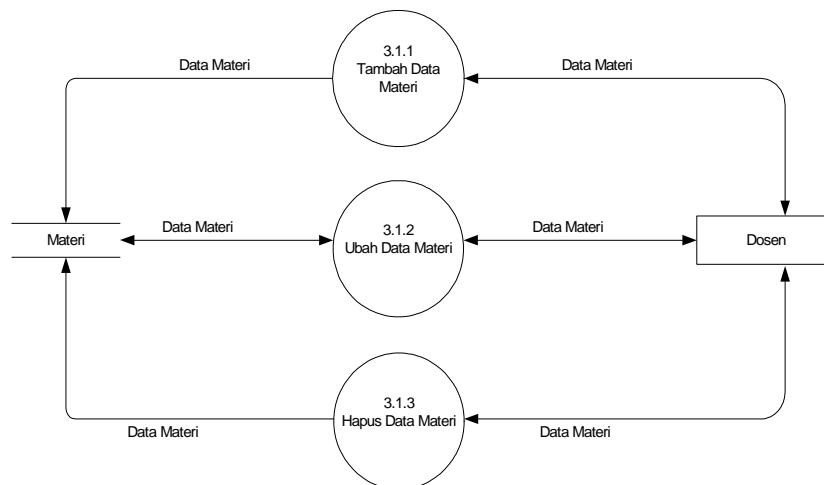 3.1.1
Tambah Data
Materi
Data Materi
Data Materi
Materi
Data Materi
3.1.2
Ubah Data Materi
Data Materi
Dosen
3.1.3
Hapus Data Materi
Data Materi
Data Materi